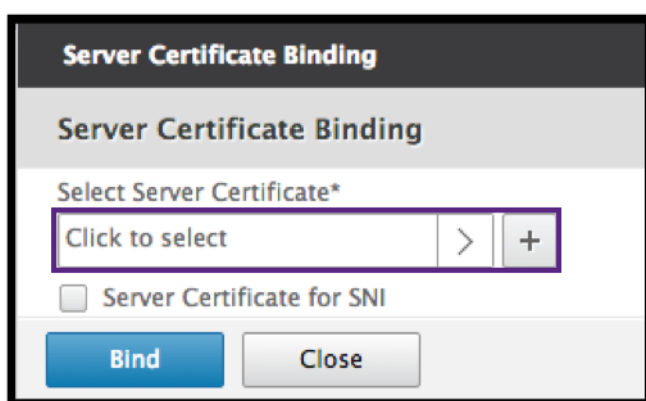 Server Certificate Binding
Server Certificate Binding
Select Server Certificate*
Click to select > +
Server Certificate for SNI
Bind Close